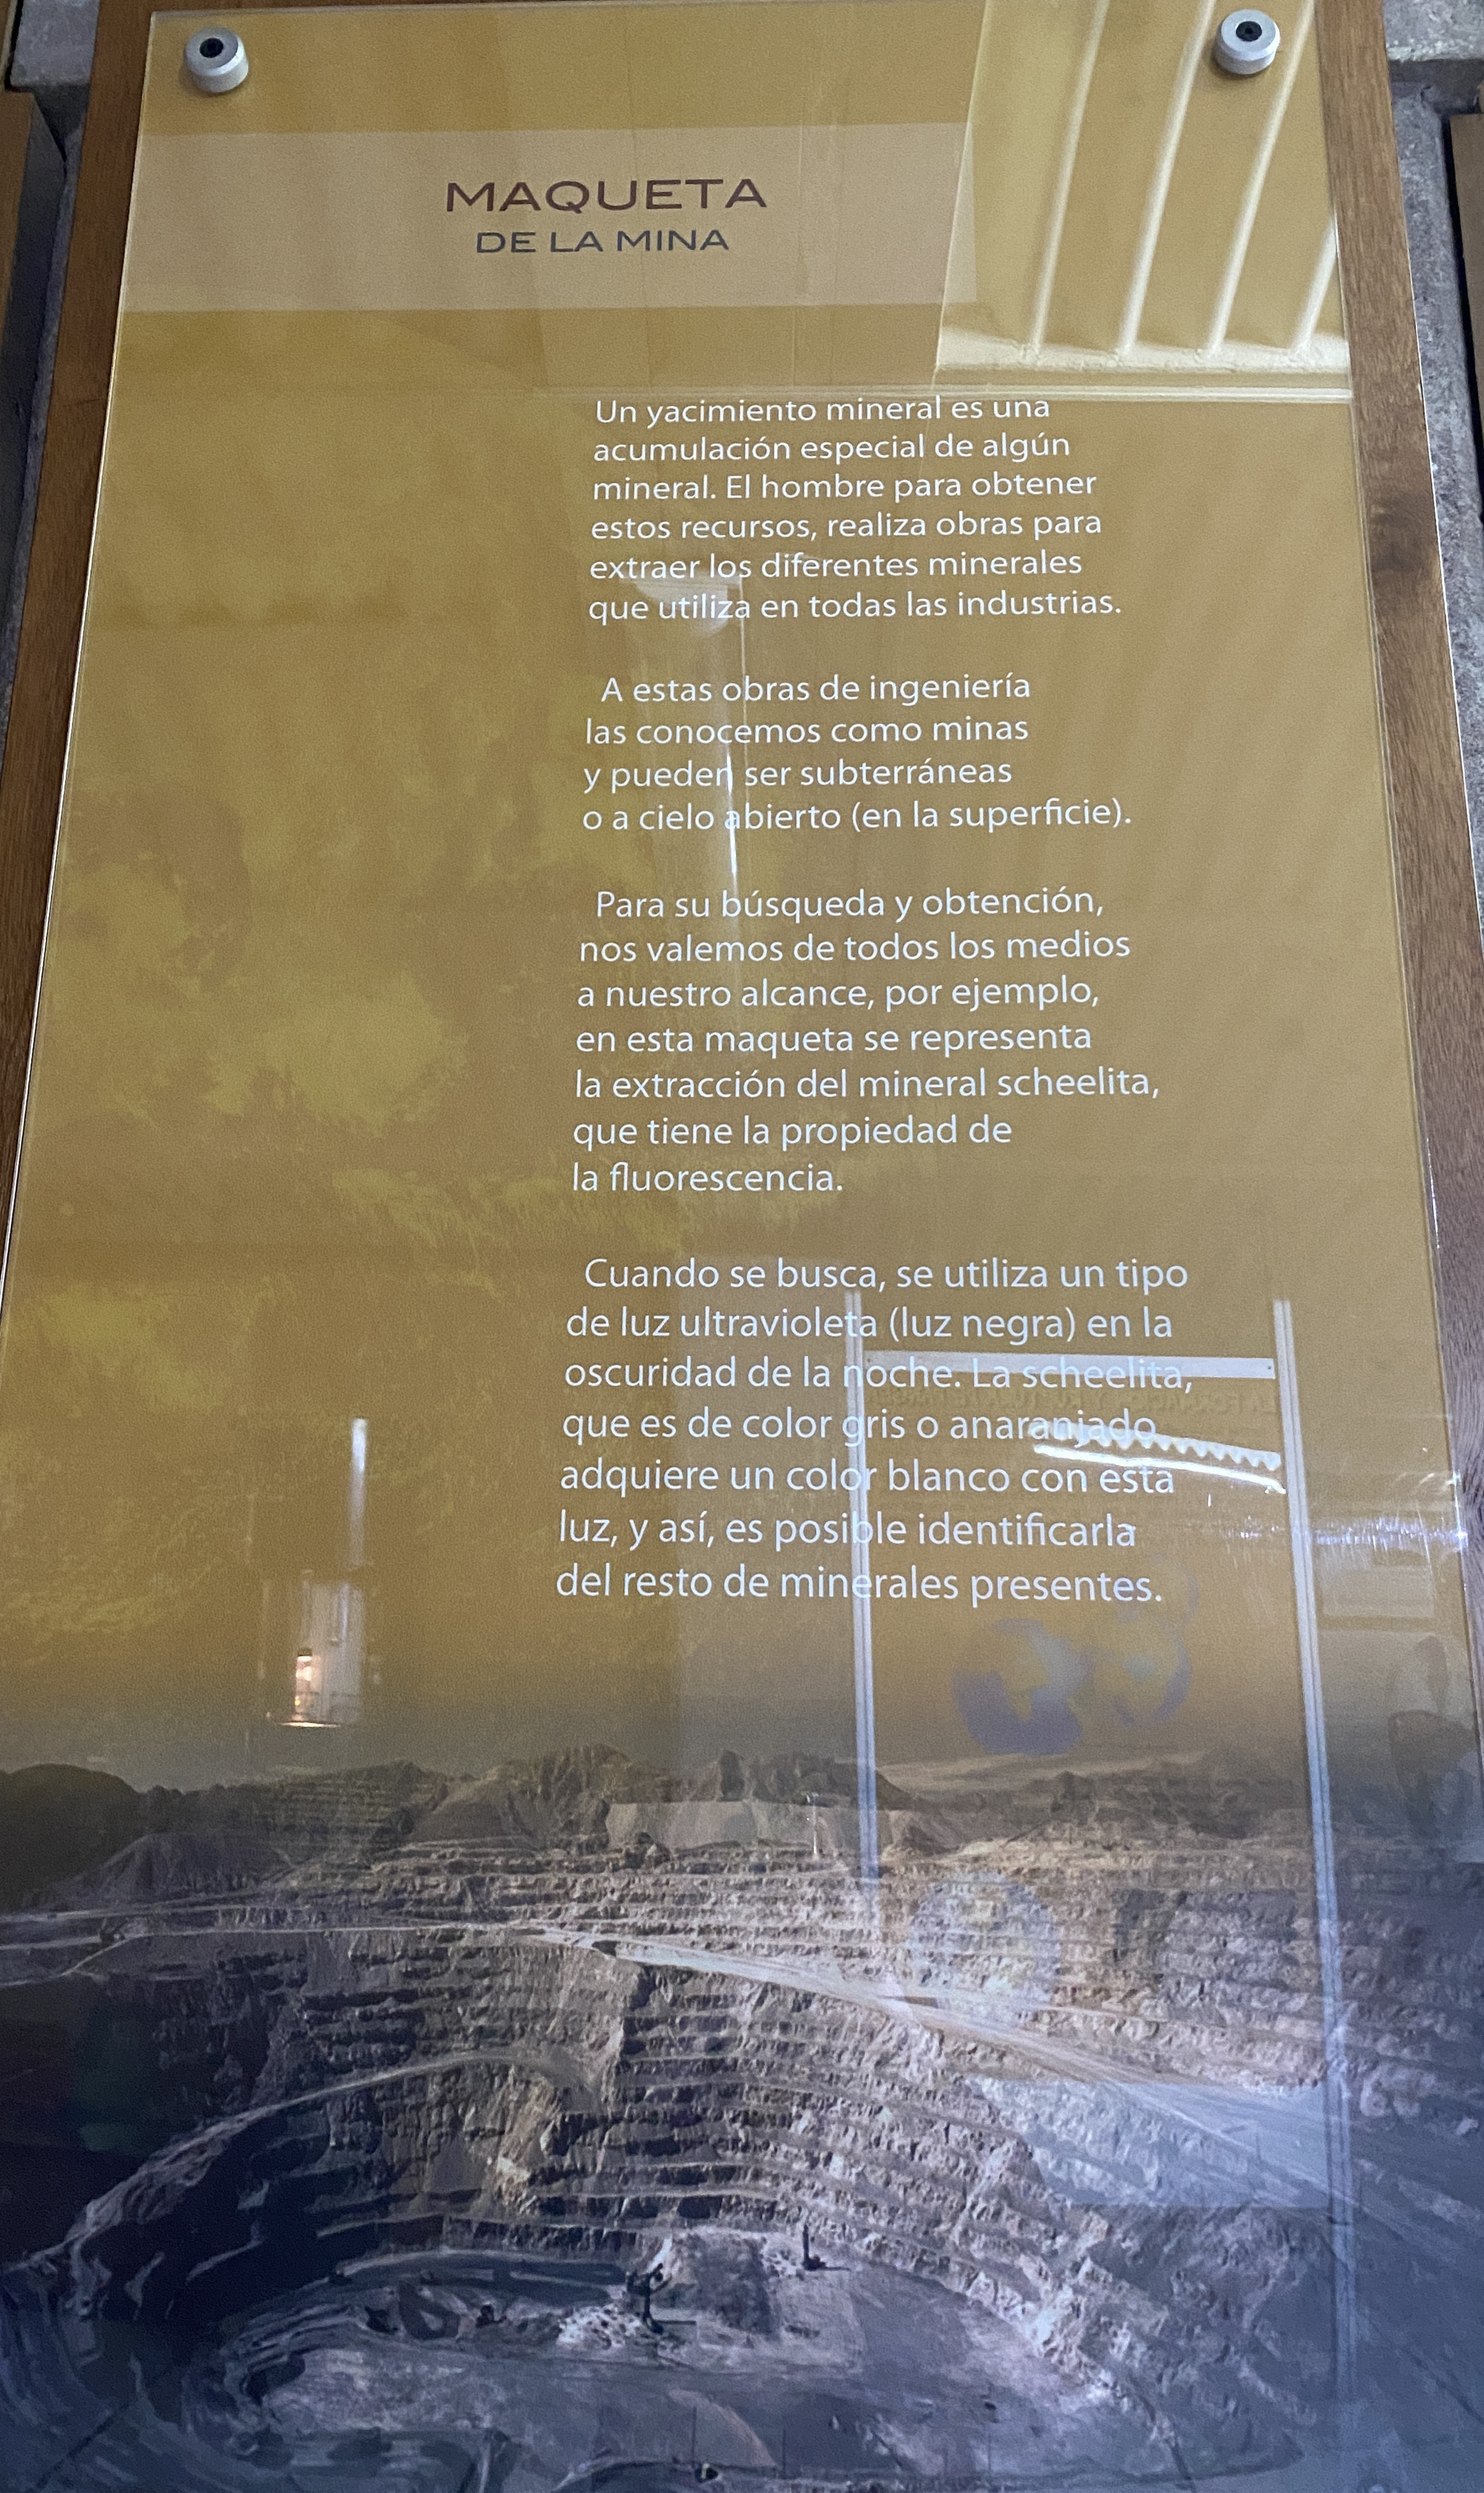 MAQUETA
DE LA MINA
Un yacimiento mineral es una
acumulación especial de algún
mineral. El hombre para obtener
estos recursos, realiza obras para
extraer los diferentes minerales
que utiliza en todas las industrias.
A estas obras de ingeniería
las conocemos como minas
y pueden ser subterráneas
o a cielo abierto (en la superficie).
Para su búsqueda y obtención,
nos valemos de todos los medios
a nuestro alcance, por ejemplo,
en esta maqueta se representa
la extracción del mineral scheelita,
que tiene la propiedad de
la fluorescencia.
Cuando se busca, se utiliza un tipo
de luz ultravioleta (luz negra) en la
oscuridad de la noche. La scheelita,
que es de color gris o anaranjado
adquiere un color blanco con esta
luz, y así, es posible identificarla
del resto de minerales presentes.